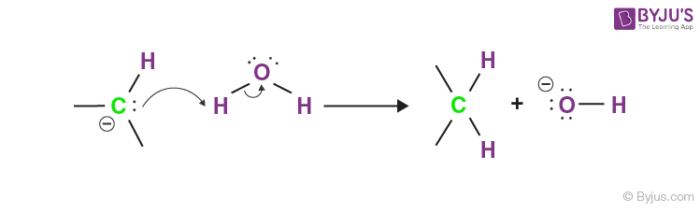 BYJU'S
The Learning App
H
C :
⊖
H O H
C
H
H
+
⊖
:O—H
© Byjus.com